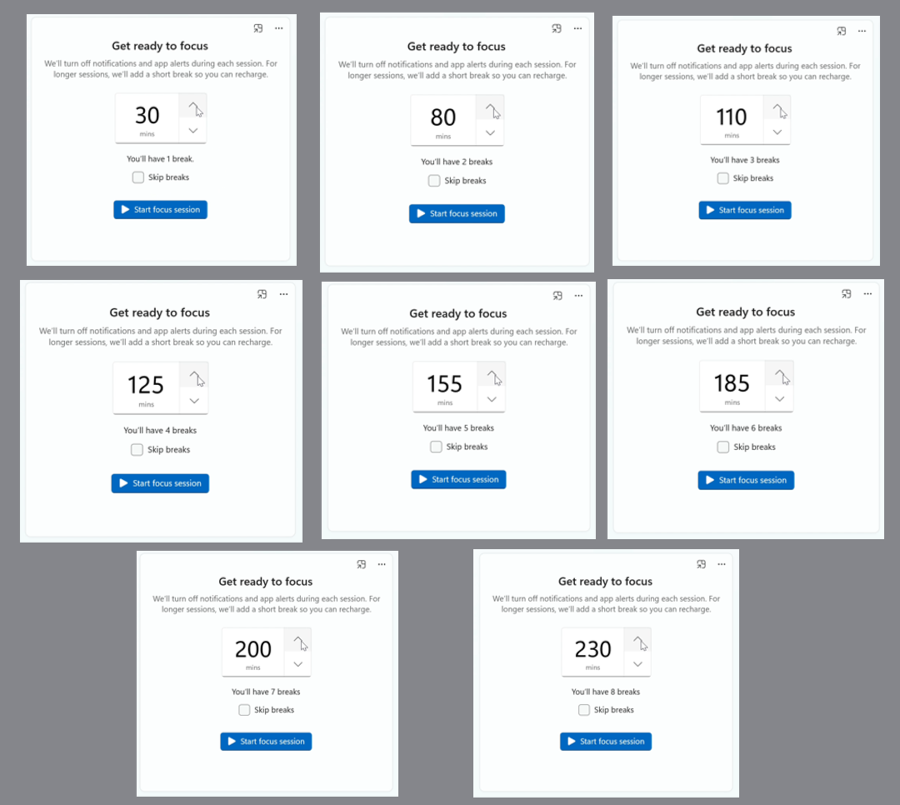 Get ready to focus
We'll turn off notifications and app alerts during each session. For
longer sessions, we'll add a short break so you can recharge.
30
mins
You'll have 1 break.
Skip breaks
Start focus session
Get ready to focus
We'll turn off notifications and app alerts during each session. For
longer sessions, we'll add a short break so you can recharge.
80
mins
You'll have 2 breaks
Skip breaks
Start focus session
Get ready to focus
We'll turn off notifications and app alerts during each session. For
longer sessions, we'll add a short break so you can recharge.
110
mins
You'll have 3 breaks
Skip breaks
Start focus session
Get ready to focus
We'll turn off notifications and app alerts during each session. For
longer sessions, we'll add a short break so you can recharge.
125
mins
You'll have 4 breaks
Skip breaks
Start focus session
Get ready to focus
We'll turn off notifications and app alerts during each session. For
longer sessions, we'll add a short break so you can recharge.
155
mins
You'll have 5 breaks
Skip breaks
Start focus session
Get ready to focus
We'll turn off notifications and app alerts during each session. For
longer sessions, we'll add a short break so you can recharge.
185
mins
You'll have 6 breaks
Skip breaks
Start focus session
Get ready to focus
We'll turn off notifications and app alerts during each session. For
longer sessions, we'll add a short break so you can recharge.
200
mins
You'll have 7 breaks
Skip breaks
Start focus session
Get ready to focus
We'll turn off notifications and app alerts during each session. For
longer sessions, we'll add a short break so you can recharge.
230
mins
You'll have 8 breaks
Skip breaks
Start focus session